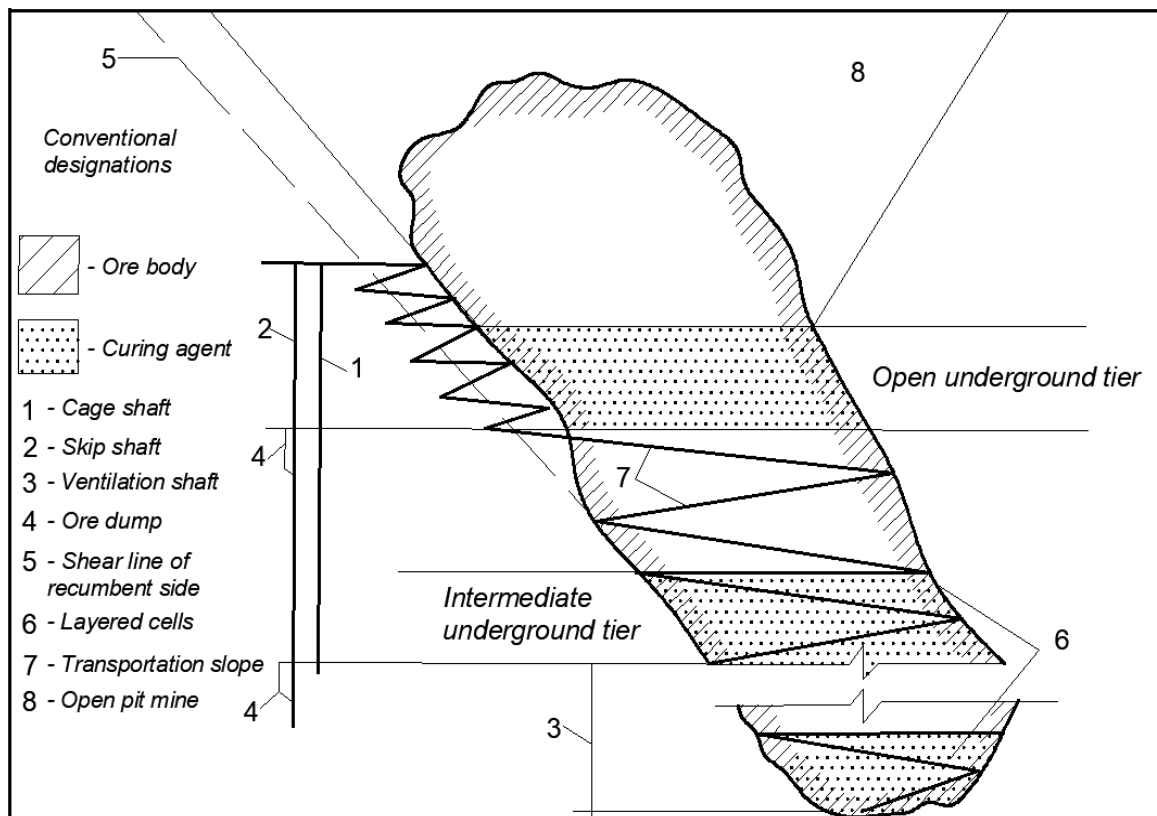 5
8
Conventional
designations
- Ore body
- Curing agent
1 - Cage shaft
2 - Skip shaft
3 - Ventilation shaft
4 - Ore dump
5 - Shear line of
recumbent side
6 - Layered cells
7 - Transportation slope
8 - Open pit mine
2
1
4
4
Open underground tier
7
Intermediate
underground tier
6
3